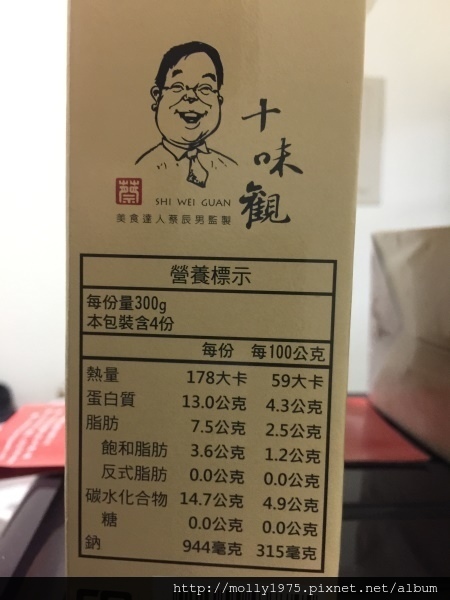 十味觀
蔡
SHI WEI GUAN
美食達人蔡辰男監製
營養標示
每份量300g
本包裝含4份
每份 每100公克
熱量 178大卡 59大卡
蛋白質 13.0公克 4.3公克
脂肪 7.5公克 2.5公克
飽和脂肪 3.6公克 1.2公克
反式脂肪 0.0公克 0.0公克
碳水化合物 14.7公克 4.9公克
糖 0.0公克 0.0公克
鈉 944毫克 315毫克
http://molly1975.pixnet.net/album